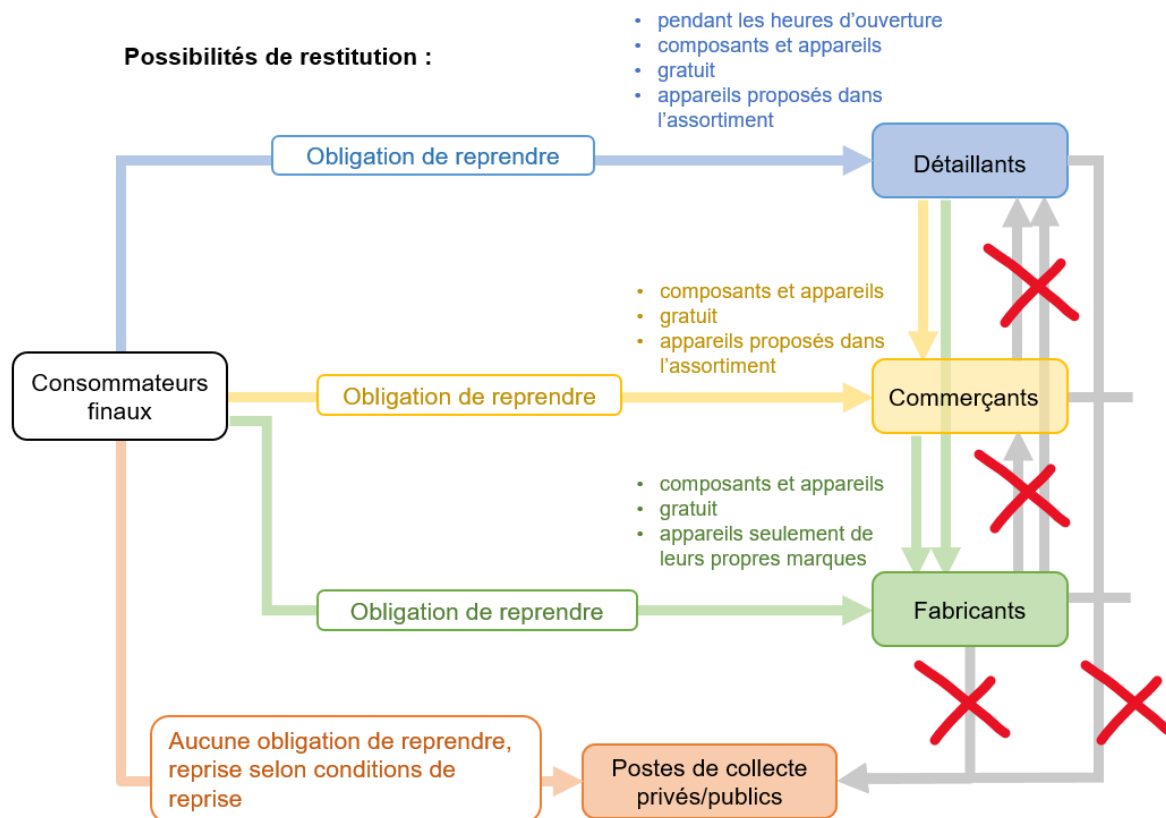 Possibilités de restitution :
• pendant les heures d’ouverture
• composants et appareils
• gratuit
• appareils proposés dans
l’assortiment
Obligation de reprendre
Détaillants
• composants et appareils
• gratuit
• appareils proposés dans
l’assortiment
Consommateurs
finaux
Obligation de reprendre
Commerçants
• composants et appareils
• gratuit
• appareils seulement de
leurs propres marques
Obligation de reprendre
Fabricants
Aucune obligation de reprendre,
reprise selon conditions de
reprise
Postes de collecte
privés/publics